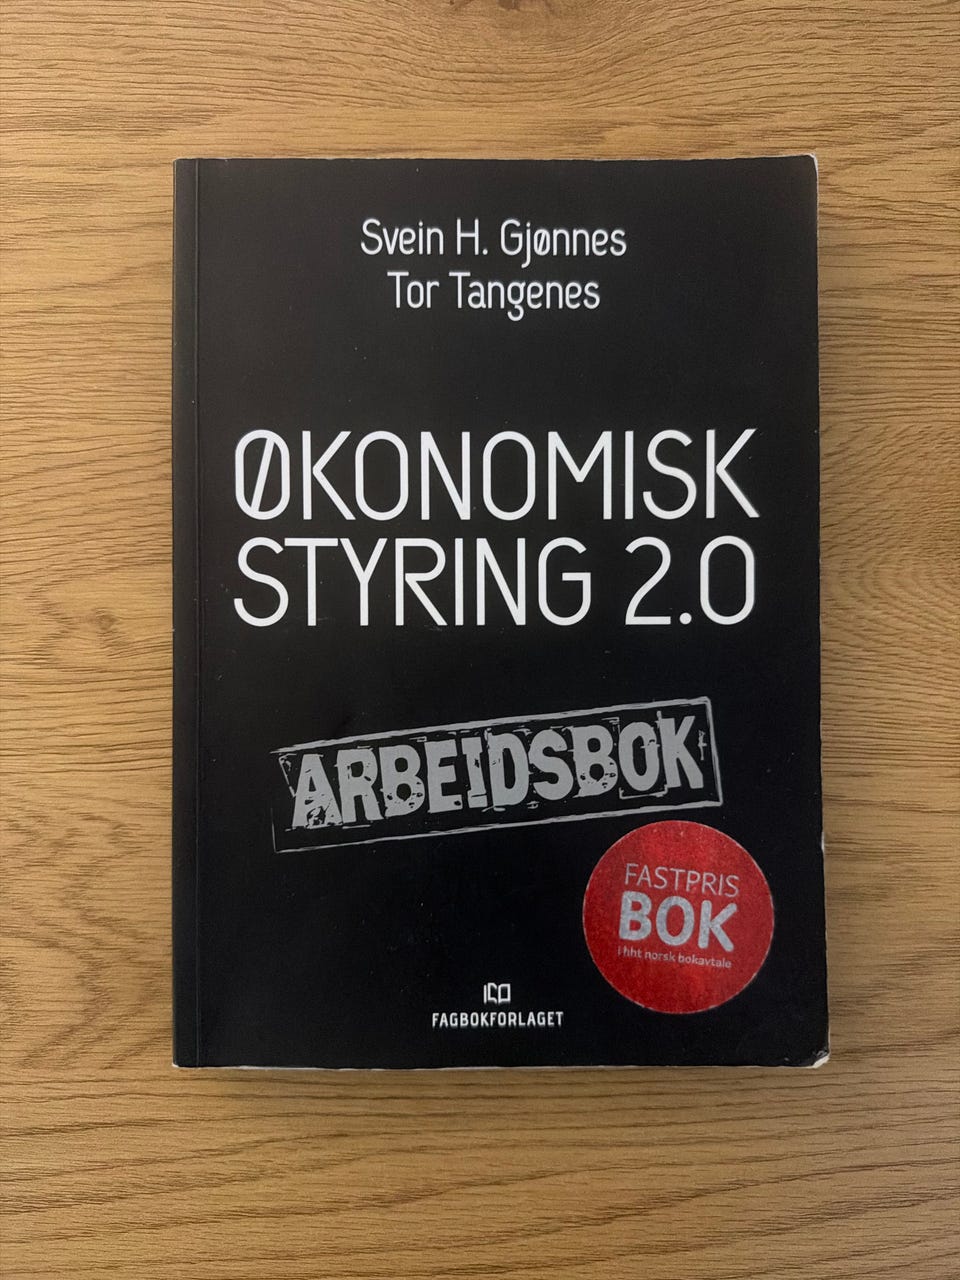 Svein H. Gjønnes
Tor Tangenes
ØKONOMISK
STYRING 2.0
ARBEIDSBOK
FASTPRIS
BOK
i hht norsk bokavtale
FAGBOKFORLAGET